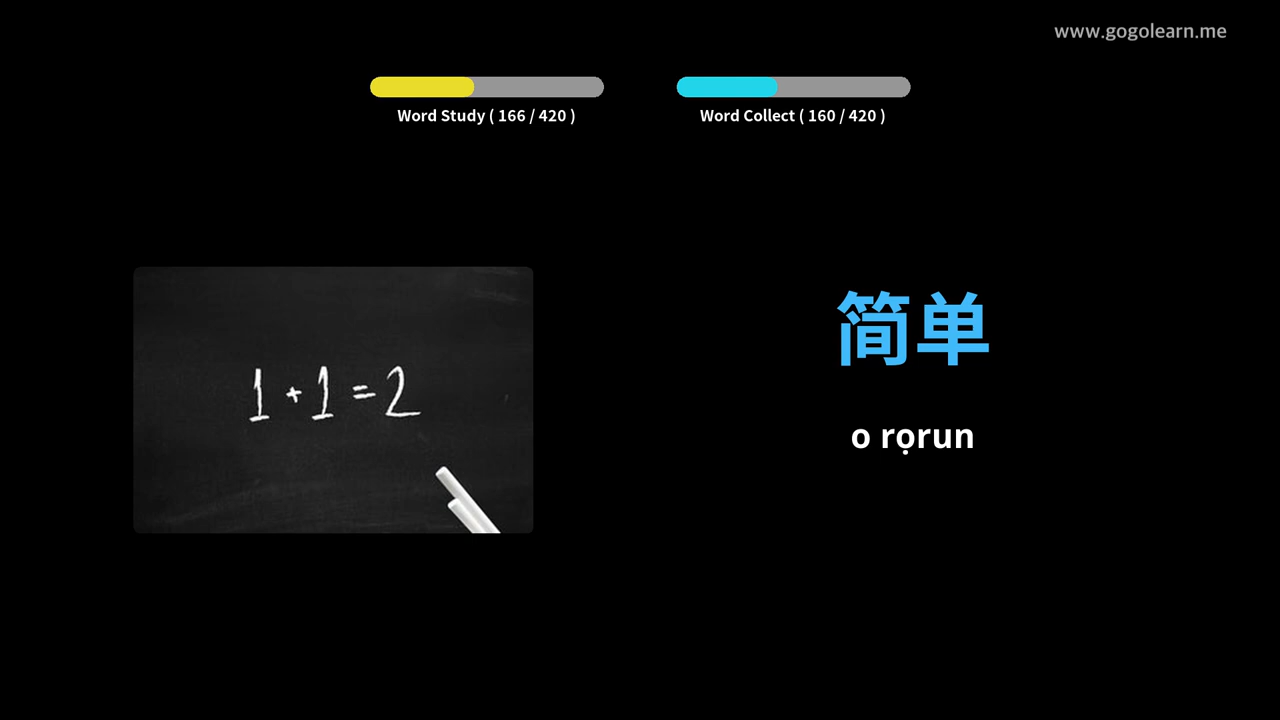 www.gogolearn.me
Word Study ( 166 / 420 )
Word Collect ( 160 / 420 )
1 + 1 = 2
简单
o rọrun